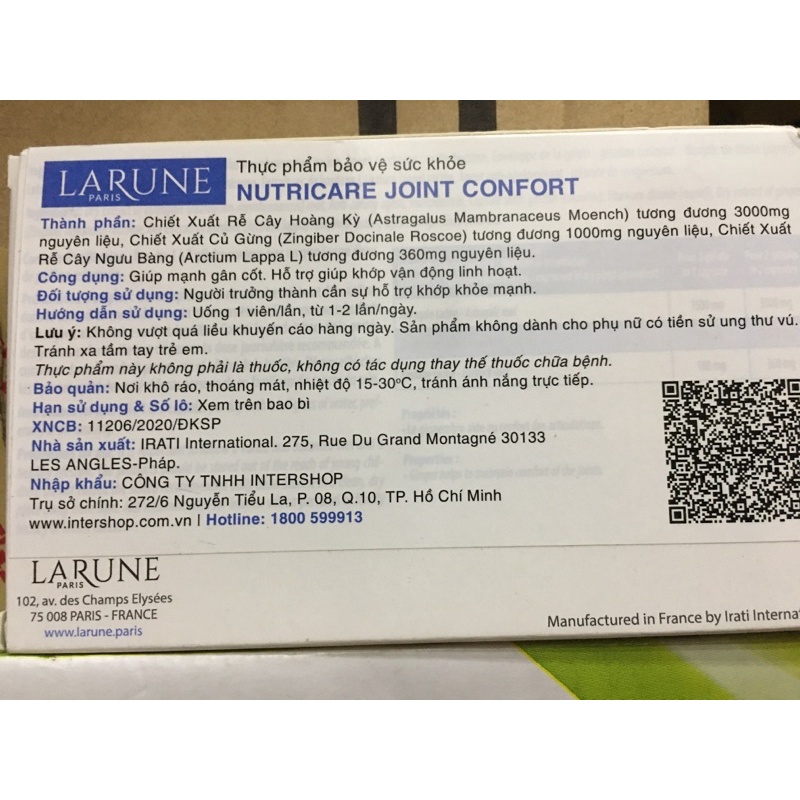 LARUNE
PARIS
Thực phẩm bảo vệ sức khỏe
NUTRICARE JOINT CONFORT
Thành phần: Chiết Xuất Rễ Cây Hoàng Kỳ (Astragalus Mambranaceus Moench) tương đương 3000mg
nguyên liệu, Chiết Xuất Củ Gừng (Zingiber Docinale Roscoe) tương đương 1000mg nguyên liệu, Chiết Xuất
Rễ Cây Ngưu Bàng (Arctium Lappa L) tương đương 360mg nguyên liệu.
Công dụng: Giúp mạnh gân cốt. Hỗ trợ giúp khớp vận động linh hoạt.
Đối tượng sử dụng: Người trưởng thành cần sự hỗ trợ khớp khỏe mạnh.
Hướng dẫn sử dụng: Uống 1 viên/lần, từ 1-2 lần/ngày.
Lưu ý: Không vượt quá liều khuyến cáo hàng ngày. Sản phẩm không dành cho phụ nữ có tiền sử ung thư vú.
Tránh xa tầm tay trẻ em.
Thực phẩm này không phải là thuốc, không có tác dụng thay thế thuốc chữa bệnh.
Bảo quản: Nơi khô ráo, thoáng mát, nhiệt độ 15-30ºC, tránh ánh nắng trực tiếp.
Hạn sử dụng & Số lô: Xem trên bao bì
XNCB: 11206/2020/ĐKSP
Nhà sản xuất: IRATI International. 275, Rue Du Grand Montagné 30133
LES ANGLES-Pháp.
Nhập khẩu: CÔNG TY TNHH INTERSHOP
Trụ sở chính: 272/6 Nguyễn Tiểu La, P. 08, Q.10, TP. Hồ Chí Minh
www.intershop.com.vn | Hotline: 1800 599913
LARUNE
PARIS
102, av. des Champs Elysées
75 008 PARIS - FRANCE
www.larune.paris
Manufactured in France by Irati Interna